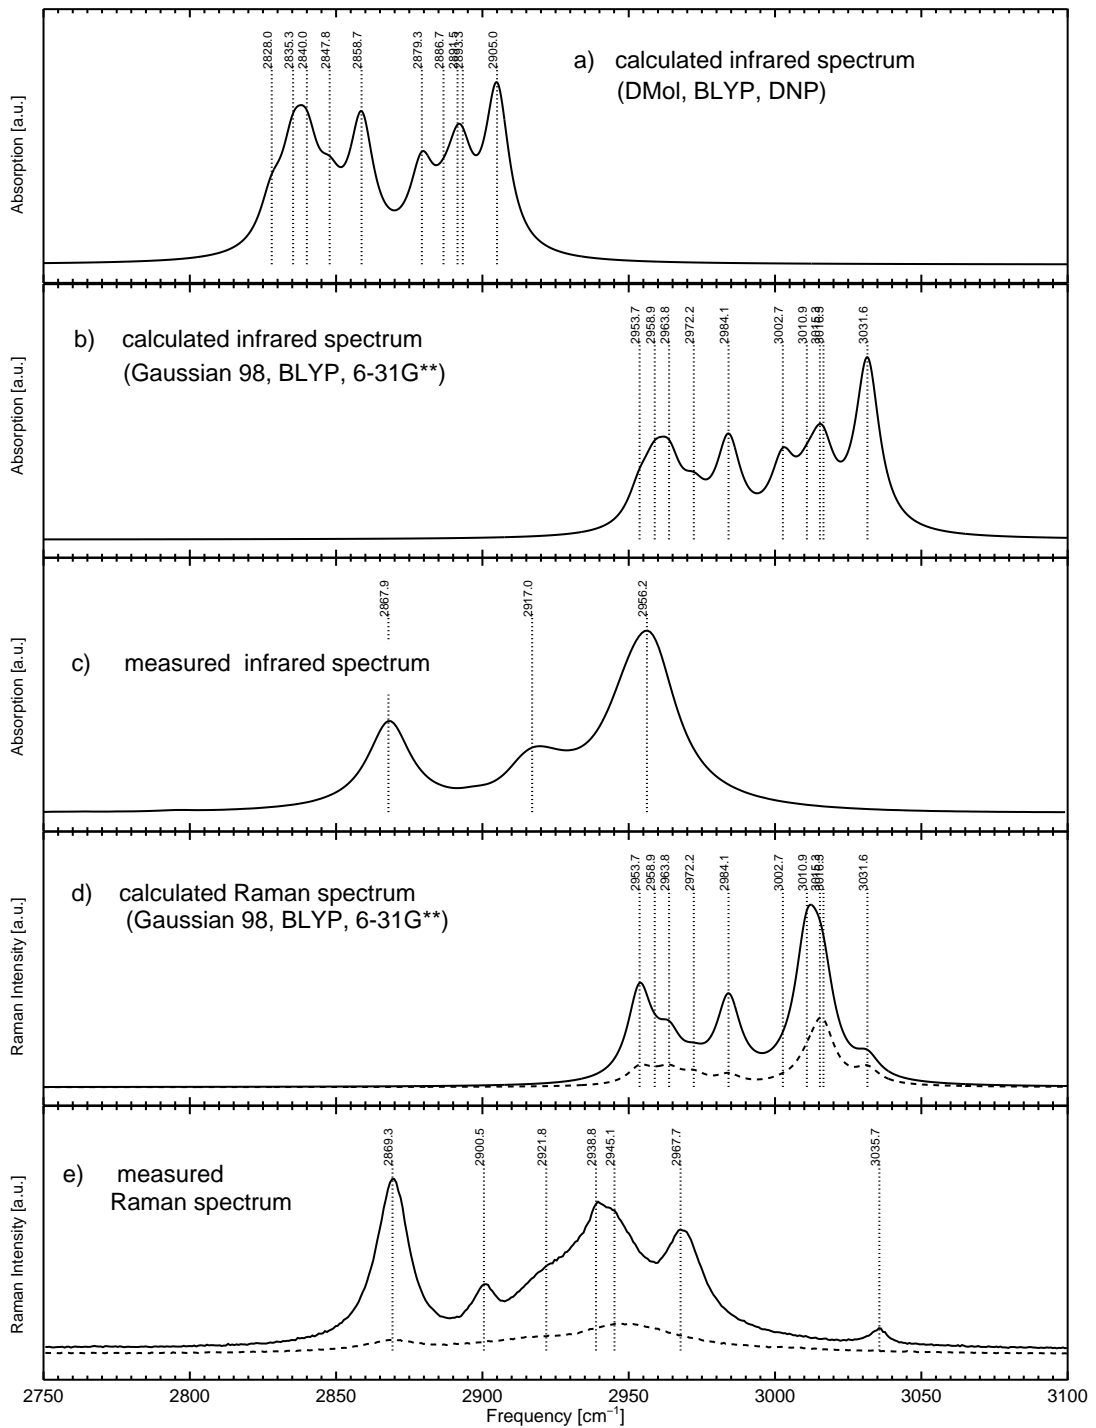 2828.0
2835.3
2840.0
2847.8
2858.7
2879.3
2886.7
2905.0
a) calculated infrared spectrum
(DMol, BLYP, DNP)
Absorption [a.u.]
2953.7
2958.9
2963.8
2972.2
2984.1
3002.7
3010.9
3031.6
b) calculated infrared spectrum
(Gaussian 98, BLYP, 6-31G**)
Absorption [a.u.]
2867.9
2917.0
2956.2
c) measured infrared spectrum
Absorption [a.u.]
2953.7
2958.9
2963.8
2972.2
2984.1
3002.7
3010.9
3031.6
d) calculated Raman spectrum
(Gaussian 98, BLYP, 6-31G**)
Raman Intensity [a.u.]
2869.3
2900.5
2921.8
2938.8
2945.1
2967.7
3035.7
e) measured
Raman spectrum
Raman Intensity [a.u.]
2750 2800 2850 2900 2950 3000 3050 3100
Frequency [cm⁻¹]